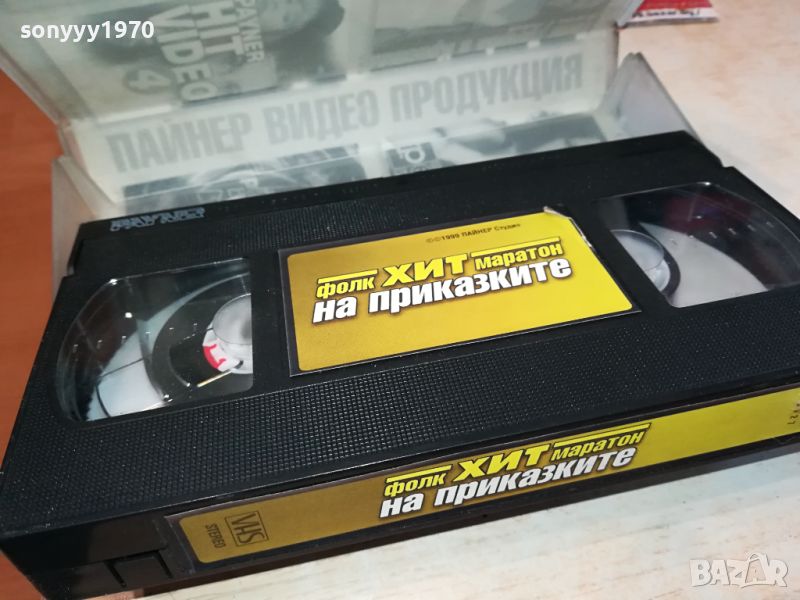 sonyyy1970
PAYNER
HIT
VIDEO
4
ПАЙНЕР ВИДЕО ПРОДУКЦИЯ
©℗1999 ПАЙНЕР Студио
фолк ХИТ маратон
на приказките
фолк ХИТ маратон
на приказките
VHS
STEREO
BAZAR